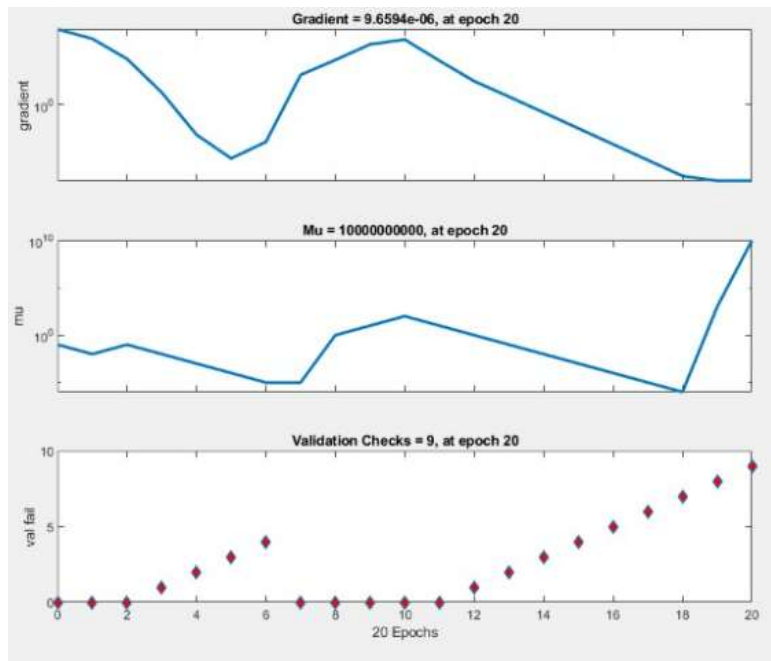 Gradient = 9.6594e-06, at epoch 20
gradient
10^0
Mu = 10000000000, at epoch 20
10^10
mu
10^0
Validation Checks = 9, at epoch 20
10
val fail
5
0
0 2 4 6 8 10 12 14 16 18 20
20 Epochs